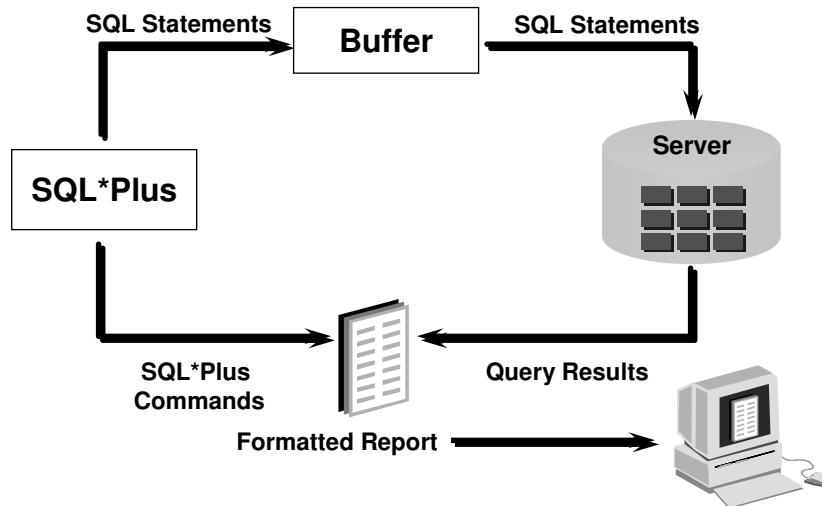 SQL Statements
Buffer
SQL Statements
Server
SQL*Plus
SQL*Plus
Commands
Query Results
Formatted Report